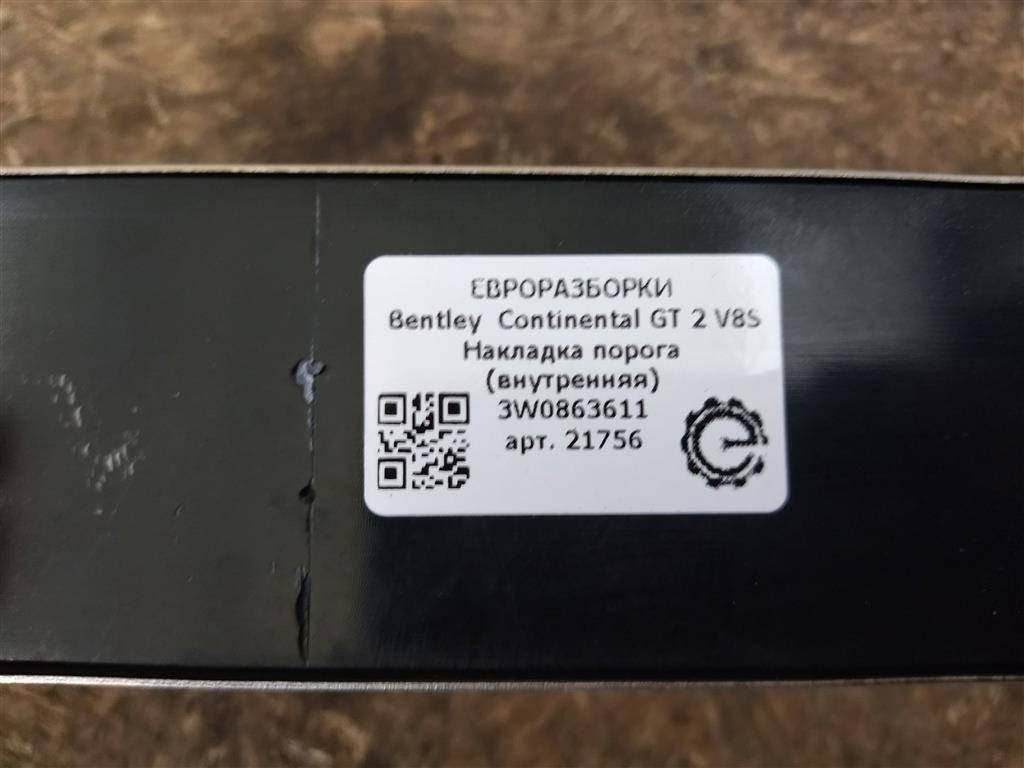 ЕВРОРАЗБОРКИ
Bentley Continental GT 2 V8S
Накладка порога
(внутренняя)
3W0863611
арт. 21756